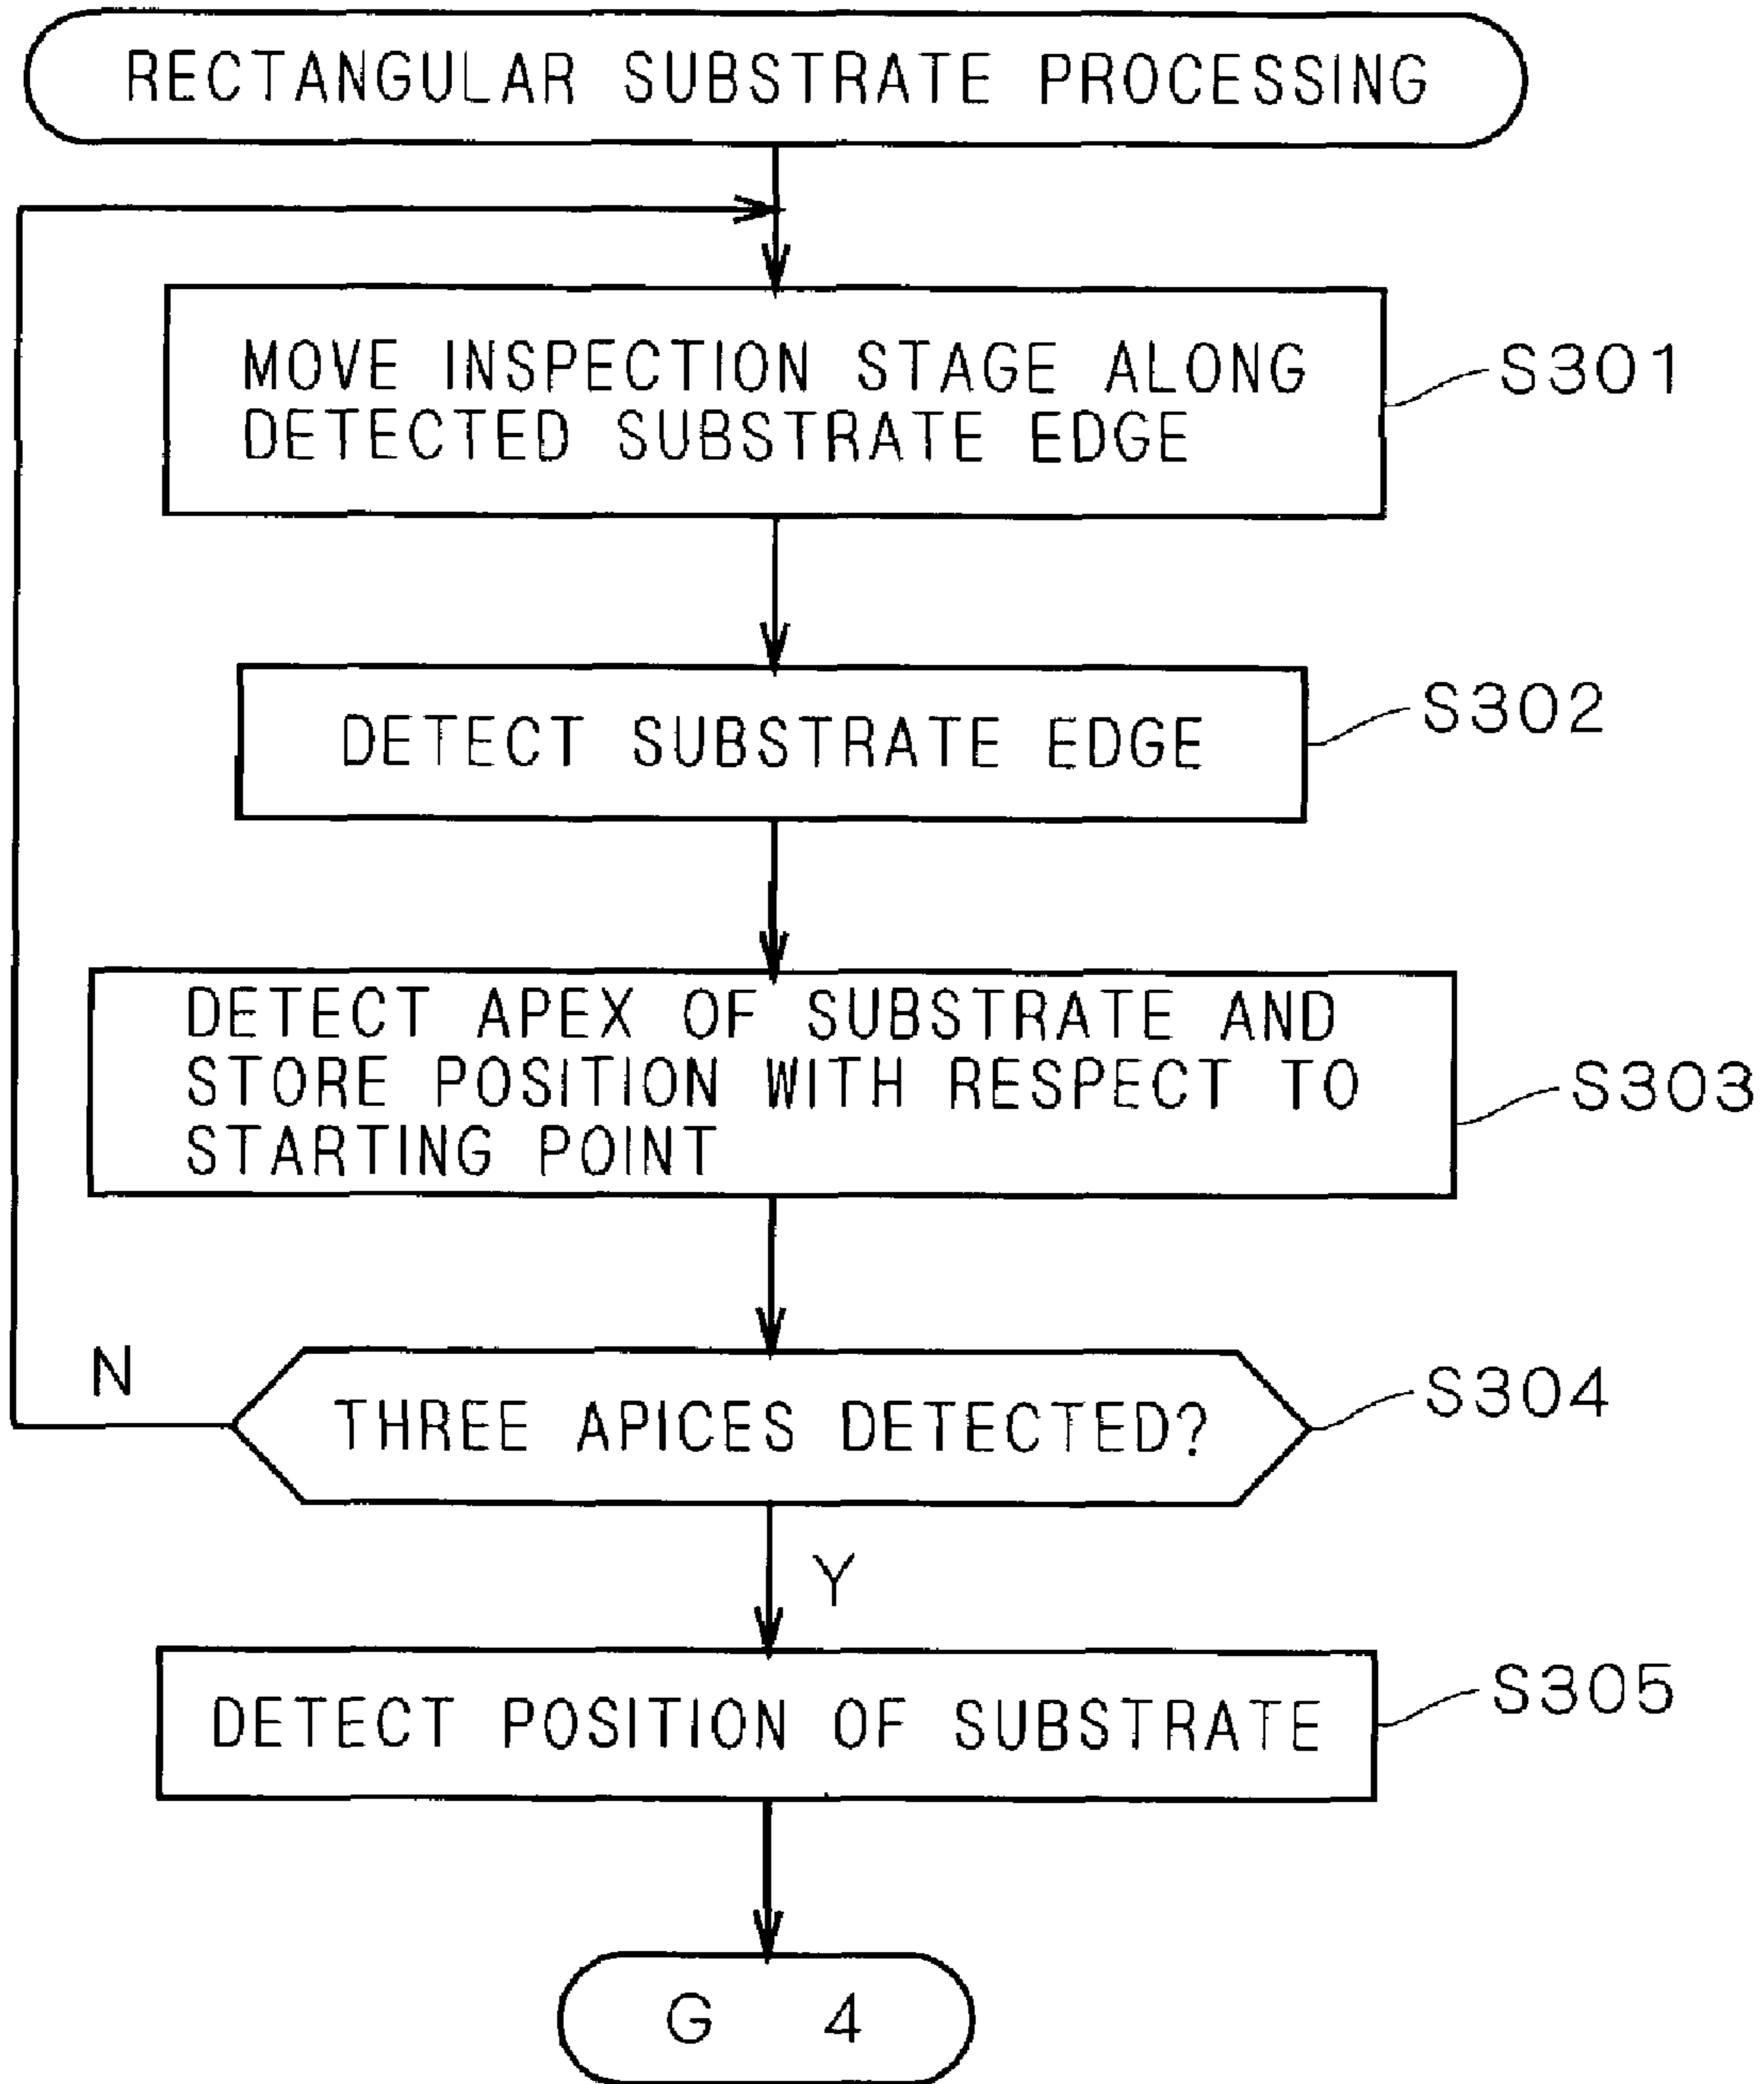 RECTANGULAR SUBSTRATE PROCESSING
MOVE INSPECTION STAGE ALONG
DETECTED SUBSTRATE EDGE
S301
DETECT SUBSTRATE EDGE
S302
DETECT APEX OF SUBSTRATE AND
STORE POSITION WITH RESPECT TO
STARTING POINT
S303
N
THREE APICES DETECTED?
S304
Y
DETECT POSITION OF SUBSTRATE
S305
G 4